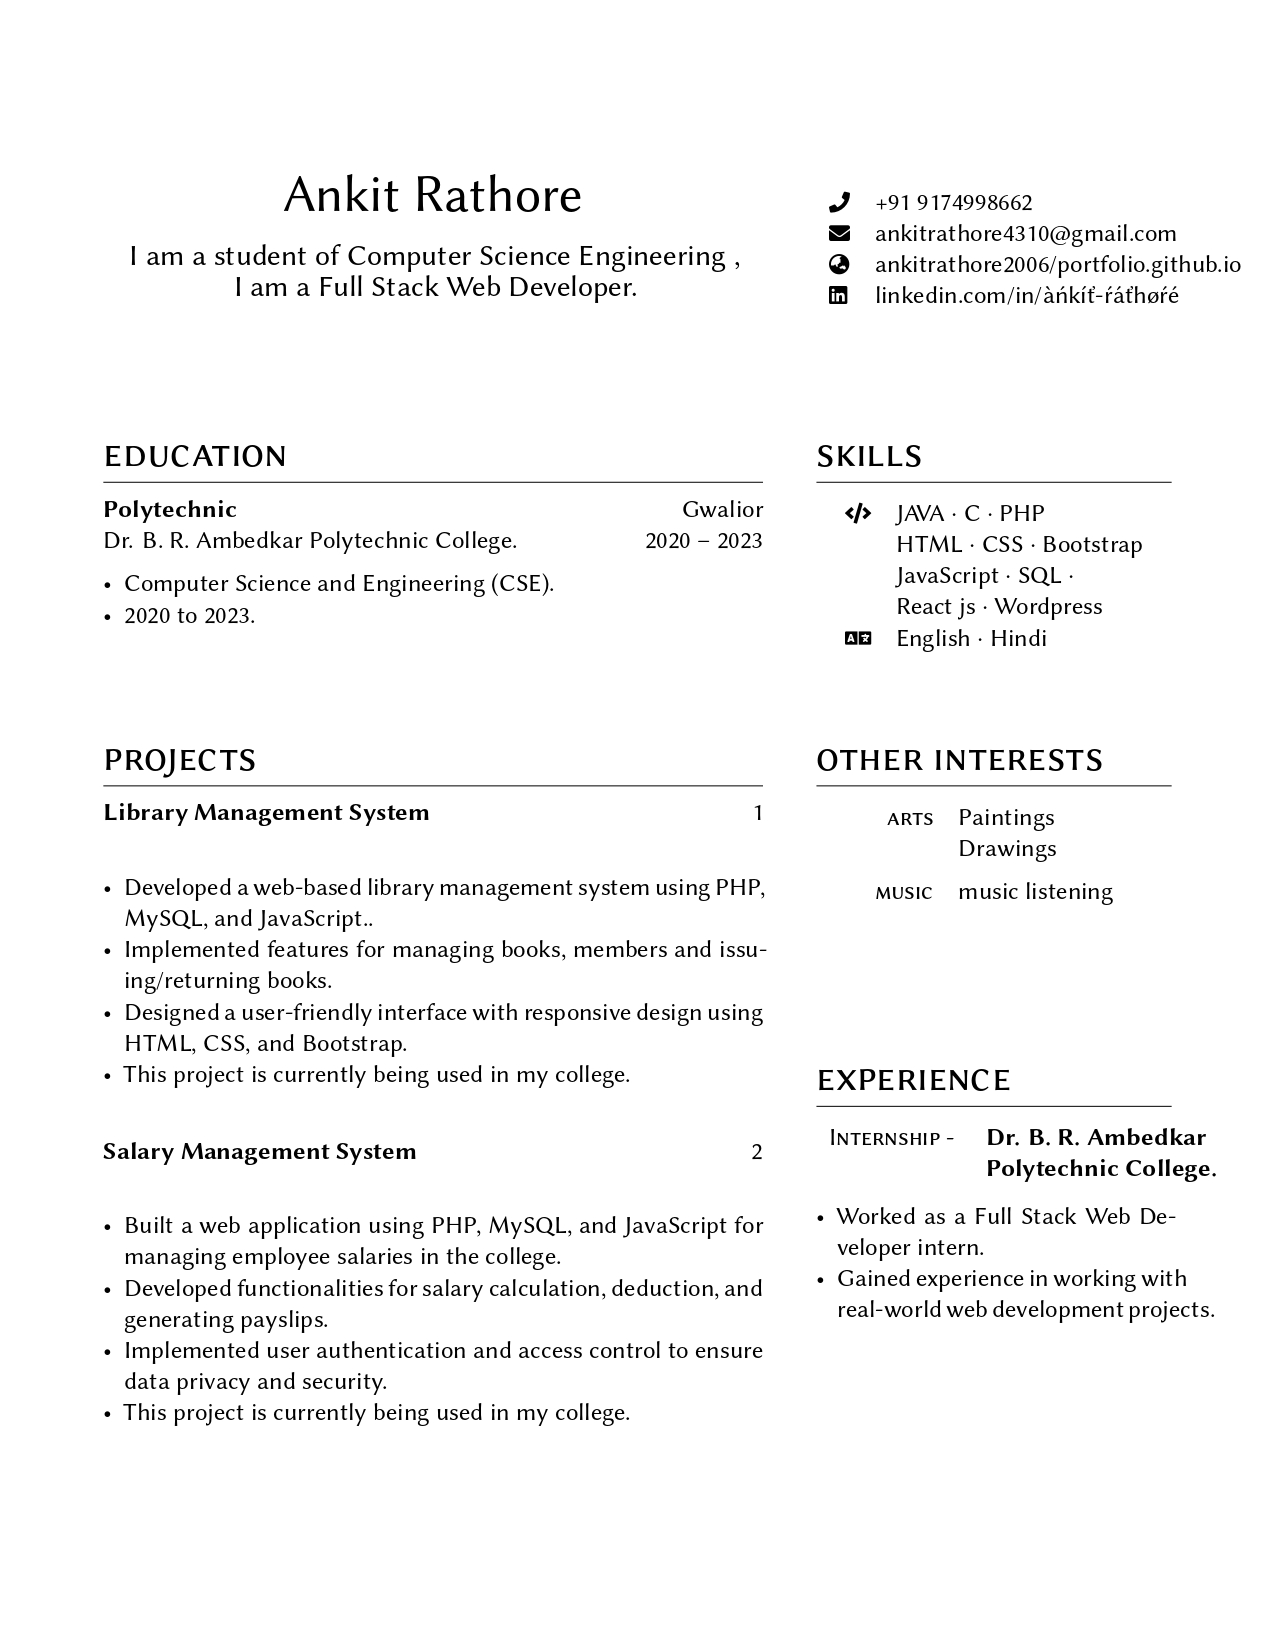 Ankit Rathore
I am a student of Computer Science Engineering ,
I am a Full Stack Web Developer.
+91 9174998662
ankitrathore4310@gmail.com
ankitrathore2006/portfolio.github.io
linkedin.com/in/àńkíť-ŕáťhøŕé
EDUCATION
Polytechnic Gwalior
Dr. B. R. Ambedkar Polytechnic College. 2020 – 2023
• Computer Science and Engineering (CSE).
• 2020 to 2023.
SKILLS
JAVA · C · PHP
HTML · CSS · Bootstrap
JavaScript · SQL ·
React js · Wordpress
English · Hindi
PROJECTS
Library Management System 1
• Developed a web-based library management system using PHP,
MySQL, and JavaScript..
• Implemented features for managing books, members and issu-
ing/returning books.
• Designed a user-friendly interface with responsive design using
HTML, CSS, and Bootstrap.
• This project is currently being used in my college.
Salary Management System 2
• Built a web application using PHP, MySQL, and JavaScript for
managing employee salaries in the college.
• Developed functionalities for salary calculation, deduction, and
generating payslips.
• Implemented user authentication and access control to ensure
data privacy and security.
• This project is currently being used in my college.
OTHER INTERESTS
ARTS Paintings
Drawings
MUSIC music listening
EXPERIENCE
INTERNSHIP - Dr. B. R. Ambedkar
Polytechnic College.
• Worked as a Full Stack Web De-
veloper intern.
• Gained experience in working with
real-world web development projects.